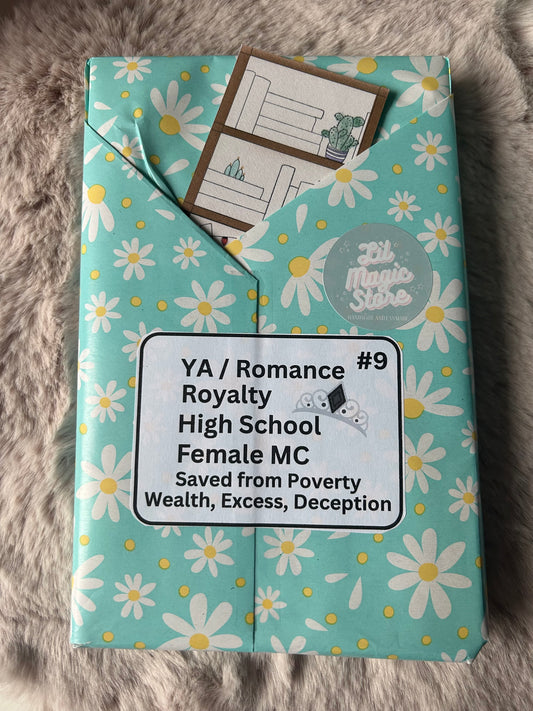 Lil
Magic
Store
YA / Romance #9
Royalty
High School
Female MC
Saved from Poverty
Wealth, Excess, Deception